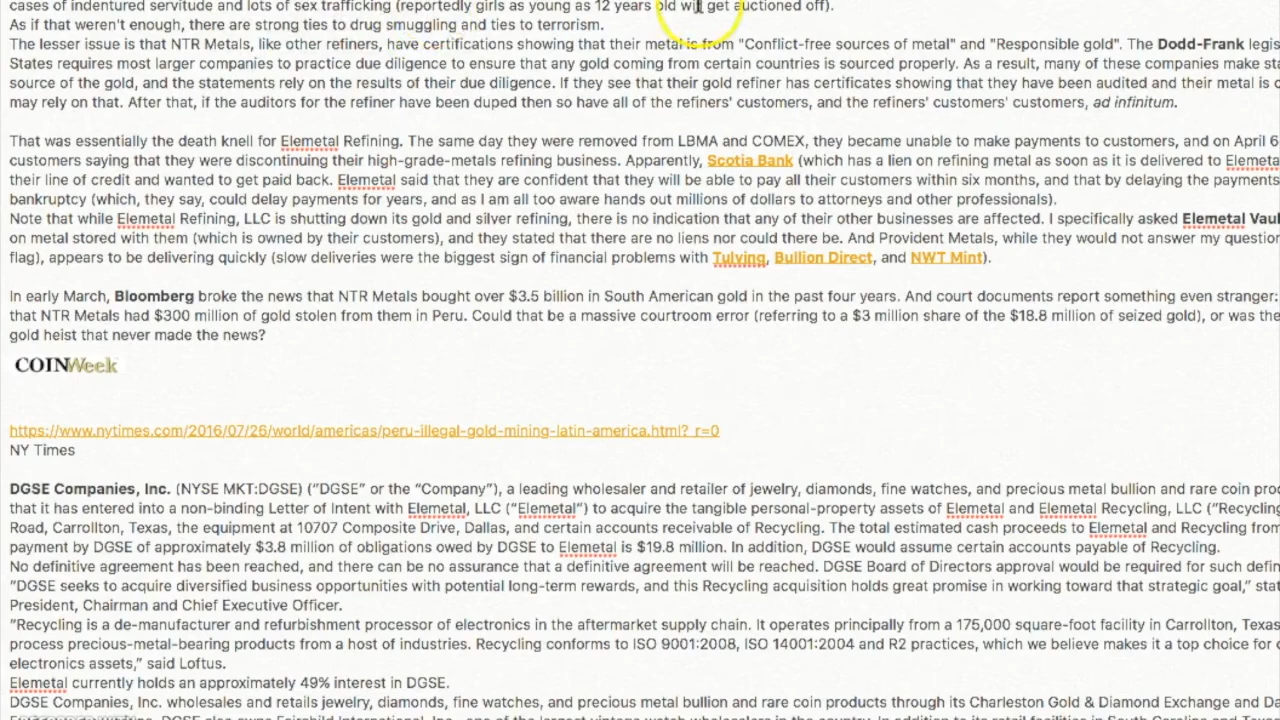 cases of indentured servitude and lots of sex trafficking (reportedly girls as young as 12 years old will get auctioned off).
As if that weren't enough, there are strong ties to drug smuggling and ties to terrorism.
The lesser issue is that NTR Metals, like other refiners, have certifications showing that their metal is from "Conflict-free sources of metal" and "Responsible gold". The Dodd-Frank legis
States requires most larger companies to practice due diligence to ensure that any gold coming from certain countries is sourced properly. As a result, many of these companies make sta
source of the gold, and the statements rely on the results of their due diligence. If they see that their gold refiner has certificates showing that they have been audited and their metal is c
may rely on that. After that, if the auditors for the refiner have been duped then so have all of the refiners' customers, and the refiners' customers' customers, ad infinitum.
That was essentially the death knell for Elemetal Refining. The same day they were removed from LBMA and COMEX, they became unable to make payments to customers, and on April 6
customers saying that they were discontinuing their high-grade-metals refining business. Apparently, Scotia Bank (which has a lien on refining metal as soon as it is delivered to Elemeta
their line of credit and wanted to get paid back. Elemetal said that they are confident that they will be able to pay all their customers within six months, and that by delaying the payments
bankruptcy (which, they say, could delay payments for years, and as I am all too aware hands out millions of dollars to attorneys and other professionals).
Note that while Elemetal Refining, LLC is shutting down its gold and silver refining, there is no indication that any of their other businesses are affected. I specifically asked Elemetal Vaul
on metal stored with them (which is owned by their customers), and they stated that there are no liens nor could there be. And Provident Metals, while they would not answer my question
flag), appears to be delivering quickly (slow deliveries were the biggest sign of financial problems with Tulving, Bullion Direct, and NWT Mint).
In early March, Bloomberg broke the news that NTR Metals bought over $3.5 billion in South American gold in the past four years. And court documents report something even stranger:
that NTR Metals had $300 million of gold stolen from them in Peru. Could that be a massive courtroom error (referring to a $3 million share of the $18.8 million of seized gold), or was the
gold heist that never made the news?
COINWeek
https://www.nytimes.com/2016/07/26/world/americas/peru-illegal-gold-mining-latin-america.html?_r=0
NY Times
DGSE Companies, Inc. (NYSE MKT:DGSE) (“DGSE” or the “Company”), a leading wholesaler and retailer of jewelry, diamonds, fine watches, and precious metal bullion and rare coin prod
that it has entered into a non-binding Letter of Intent with Elemetal, LLC (“Elemetal”) to acquire the tangible personal-property assets of Elemetal and Elemetal Recycling, LLC (“Recycling
Road, Carrollton, Texas, the equipment at 10707 Composite Drive, Dallas, and certain accounts receivable of Recycling. The total estimated cash proceeds to Elemetal and Recycling from
payment by DGSE of approximately $3.8 million of obligations owed by DGSE to Elemetal is $19.8 million. In addition, DGSE would assume certain accounts payable of Recycling.
No definitive agreement has been reached, and there can be no assurance that a definitive agreement will be reached. DGSE Board of Directors approval would be required for such defin
“DGSE seeks to acquire diversified business opportunities with potential long-term rewards, and this Recycling acquisition holds great promise in working toward that strategic goal,” stat
President, Chairman and Chief Executive Officer.
“Recycling is a de-manufacturer and refurbishment processor of electronics in the aftermarket supply chain. It operates principally from a 175,000 square-foot facility in Carrollton, Texas
process precious-metal-bearing products from a host of industries. Recycling conforms to ISO 9001:2008, ISO 14001:2004 and R2 practices, which we believe makes it a top choice for c
electronics assets,” said Loftus.
Elemetal currently holds an approximately 49% interest in DGSE.
DGSE Companies, Inc. wholesales and retails jewelry, diamonds, fine watches, and precious metal bullion and rare coin products through its Charleston Gold & Diamond Exchange and Da